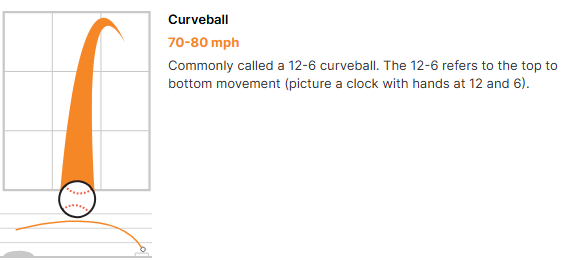 Curveball
70-80 mph
Commonly called a 12-6 curveball. The 12-6 refers to the top to
bottom movement (picture a clock with hands at 12 and 6).